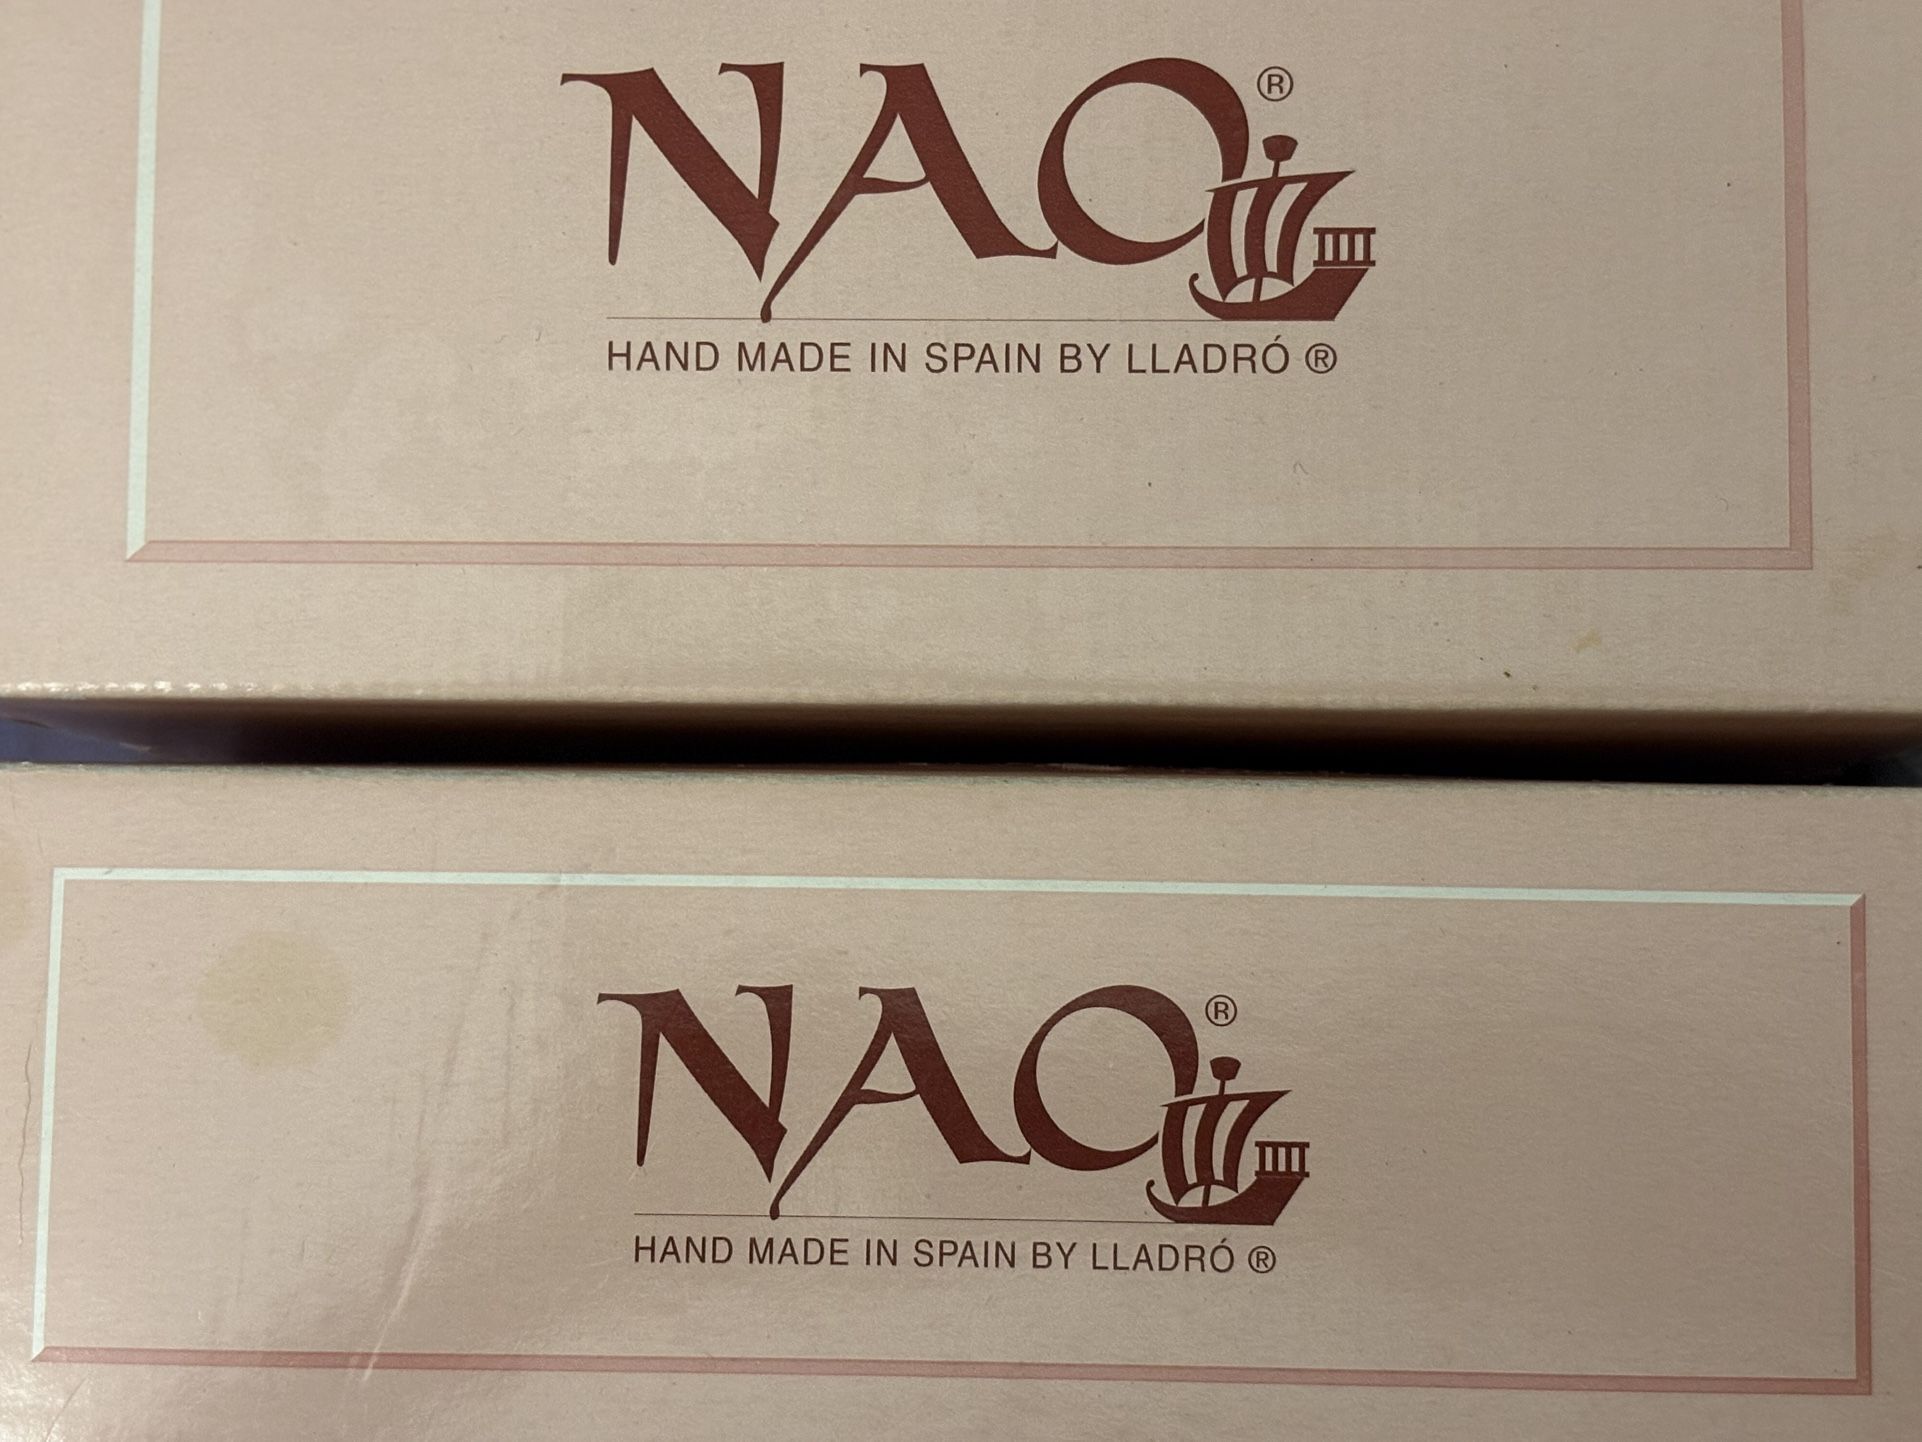 NAO ®
HAND MADE IN SPAIN BY LLADRÓ ®
NAO ®
HAND MADE IN SPAIN BY LLADRÓ ®